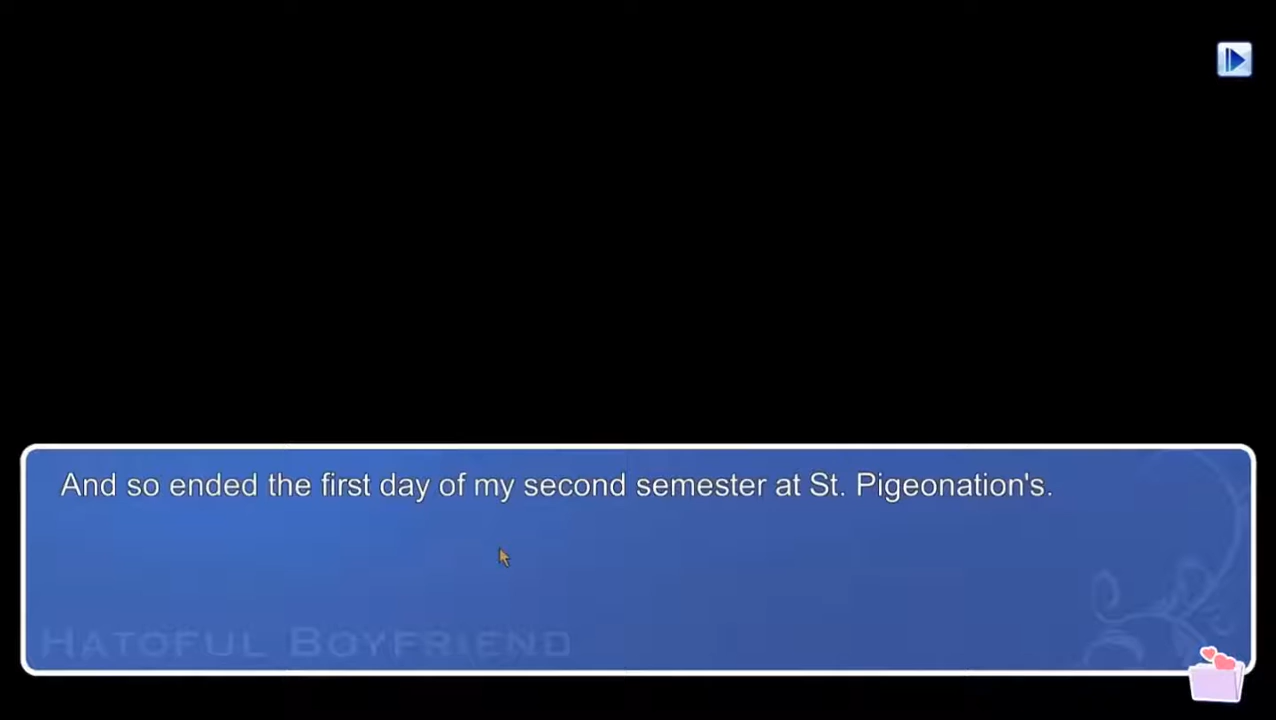 And so ended the first day of my second semester at St. Pigeonation's.
HATOFUL BOYFRIEND